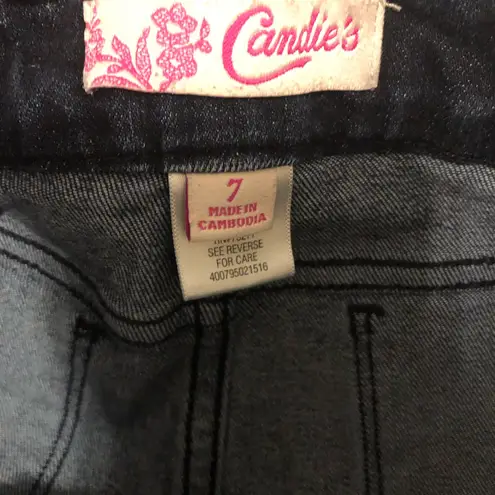 Candie's
7
MADE IN
CAMBODIA
SEE REVERSE
FOR CARE
400795021516